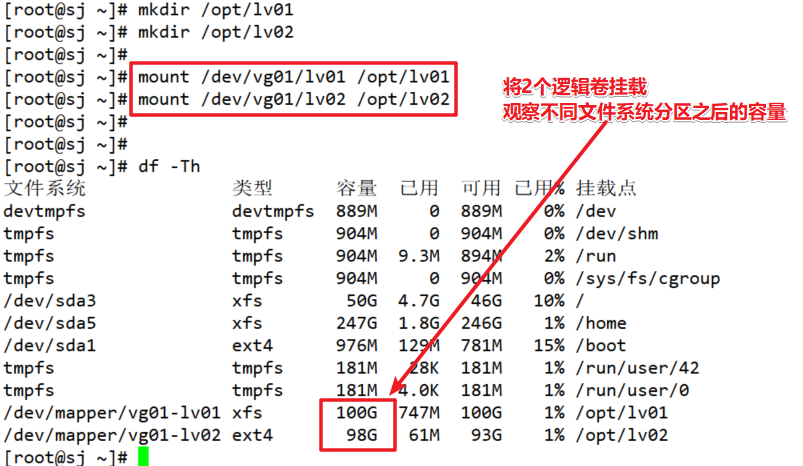 [root@sj ~]# mkdir /opt/lv01
[root@sj ~]# mkdir /opt/lv02
[root@sj ~]#
[root@sj ~]# mount /dev/vg01/lv01 /opt/lv01
[root@sj ~]# mount /dev/vg01/lv02 /opt/lv02
[root@sj ~]#
[root@sj ~]#
[root@sj ~]# df -Th
将2个逻辑卷挂载
观察不同文件系统分区之后的容量
文件系统 类型 容量 已用 可用 已用% 挂载点
devtmpfs devtmpfs 889M 0 889M 0% /dev
tmpfs tmpfs 904M 0 904M 0% /dev/shm
tmpfs tmpfs 904M 9.3M 894M 2% /run
tmpfs tmpfs 904M 0 904M 0% /sys/fs/cgroup
/dev/sda3 xfs 50G 4.7G 46G 10% /
/dev/sda5 xfs 247G 1.8G 246G 1% /home
/dev/sda1 ext4 976M 129M 781M 15% /boot
tmpfs tmpfs 181M 28K 181M 1% /run/user/42
tmpfs tmpfs 181M 4.0K 181M 1% /run/user/0
/dev/mapper/vg01-lv01 xfs 100G 747M 100G 1% /opt/lv01
/dev/mapper/vg01-lv02 ext4 98G 61M 93G 1% /opt/lv02
[root@sj ~]#